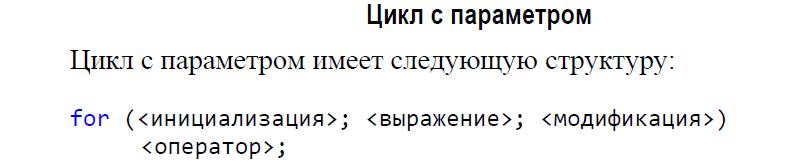 Цикл с параметром
Цикл с параметром имеет следующую структуру:
for (<инициализация>; <выражение>; <модификация>)
<оператор>;